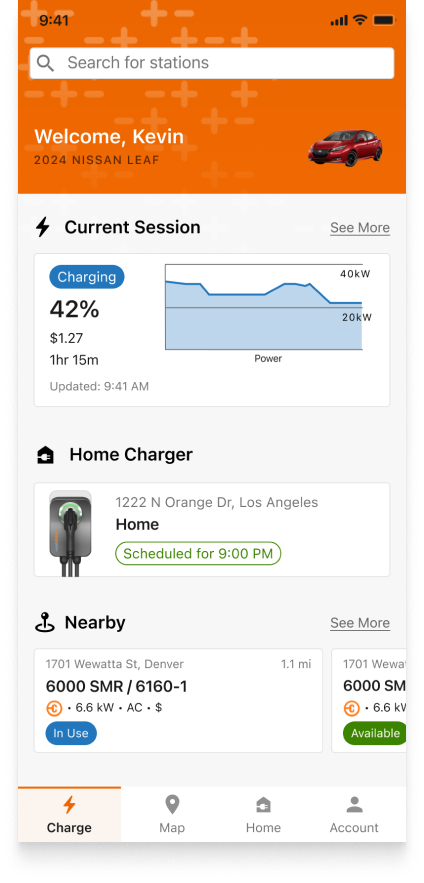 9:41
Search for stations
Welcome, Kevin
2024 NISSAN LEAF
Current Session
See More
Charging
42%
$1.27
1hr 15m
Updated: 9:41 AM
40kW
20kW
Power
Home Charger
1222 N Orange Dr, Los Angeles
Home
Scheduled for 9:00 PM
Nearby
See More
1701 Wewatta St, Denver
1.1 mi
6000 SMR / 6160-1
• 6.6 kW • AC • $
In Use
1701 Wewat
6000 SM
• 6.6 kW
Available
Charge
Map
Home
Account